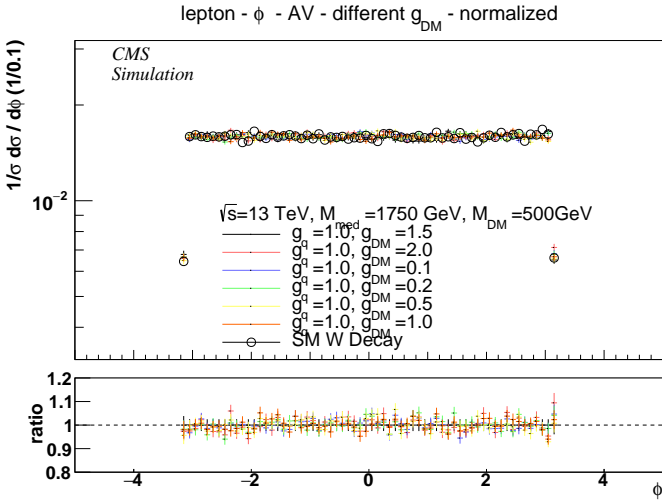 lepton - ϕ - AV - different g_DM - normalized
CMS
Simulation
1/σ dσ / dϕ (1/0.1)
10⁻²
√s=13 TeV, M_med=1750 GeV, M_DM=500GeV
g_q=1.0, g_DM=1.5
g_q=1.0, g_DM=2.0
g_q=1.0, g_DM=0.1
g_q=1.0, g_DM=0.2
g_q=1.0, g_DM=0.5
g_q=1.0, g_DM=1.0
SM W Decay
ratio
1.2
1.1
1
0.9
0.8
−4 −2 0 2 4 ϕ